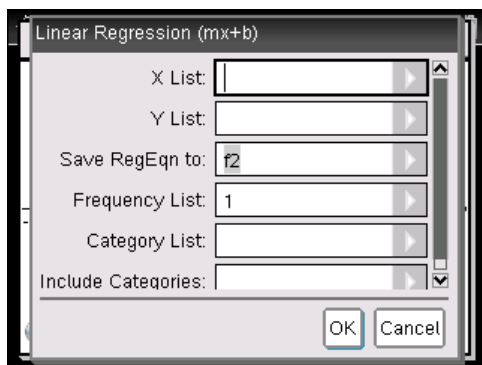 Linear Regression (mx+b)
X List:
Y List:
Save RegEqn to: f2
Frequency List: 1
Category List:
Include Categories:
OK Cancel